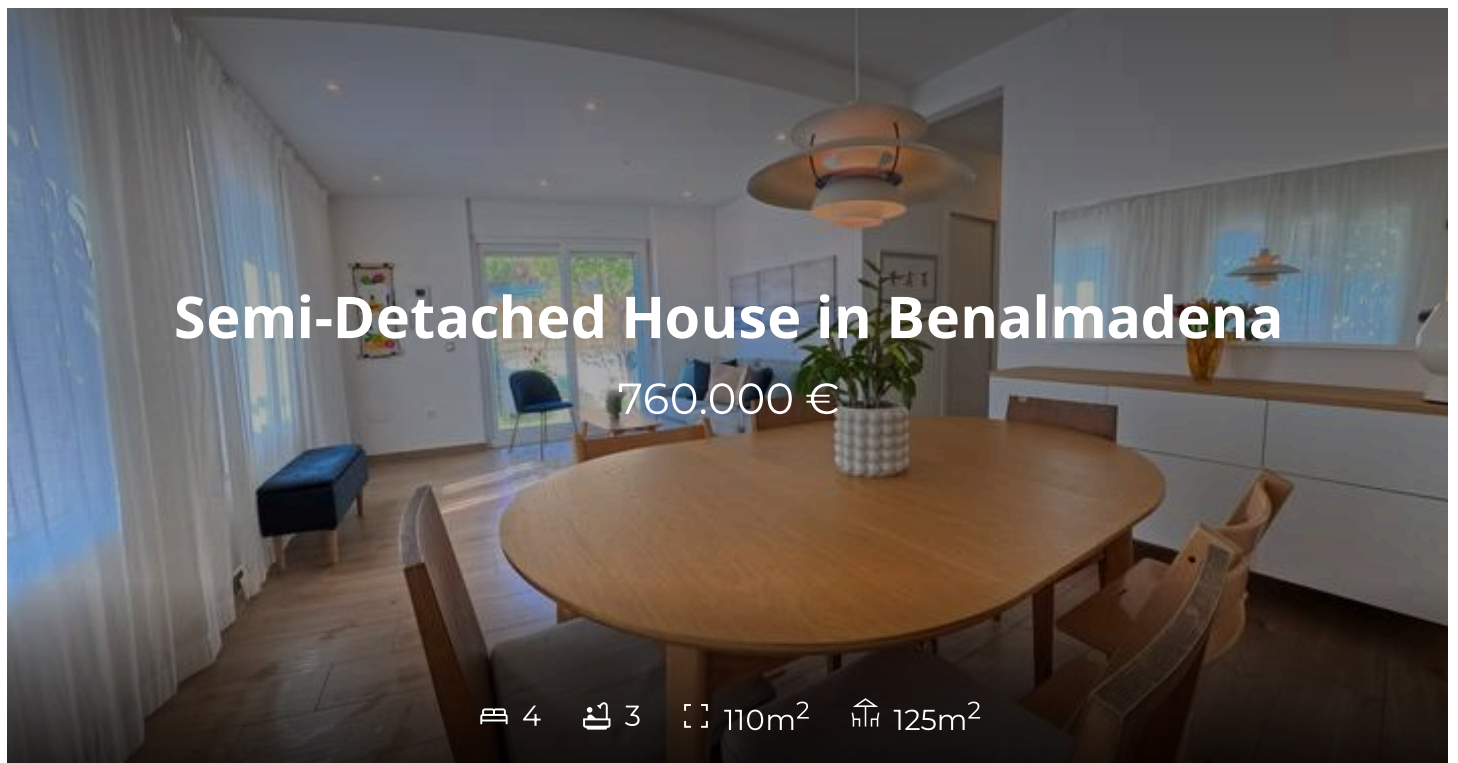 Semi-Detached House in Benalmadena
760.000 €
4 3 110m² 125m²